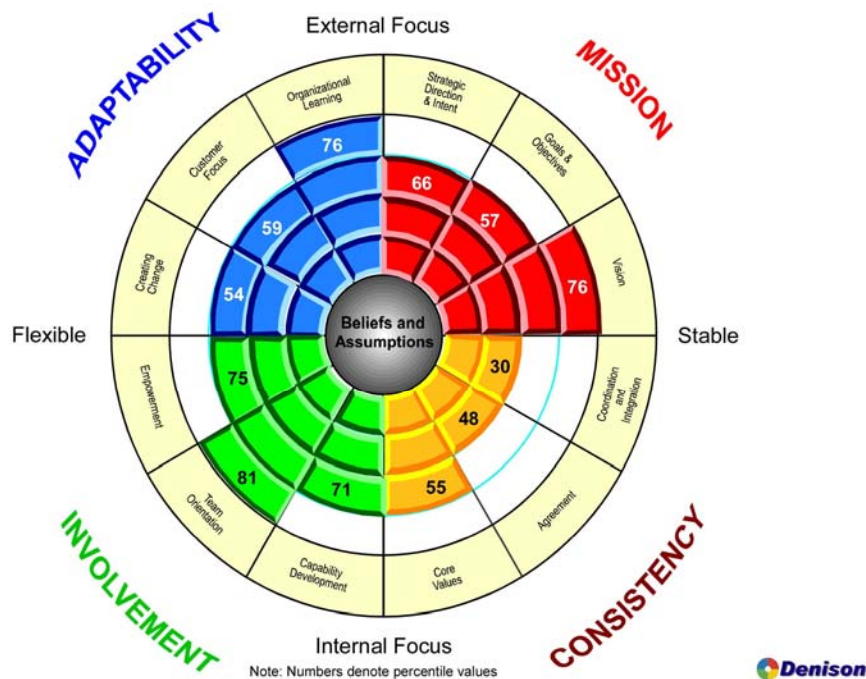 External Focus
ADAPTABILITY
MISSION
Organizational
Learning
Strategic
Direction
& Intent
Customer
Focus
Goals &
Objectives
Creating
Change
Vision
76
66
59
57
54
76
Flexible
Beliefs and
Assumptions
Stable
75
30
81
48
71
55
Empowerment
Coordination
and
Integration
Team
Orientation
Agreement
Capability
Development
Core
Values
INVOLVEMENT
CONSISTENCY
Internal Focus
Note: Numbers denote percentile values
Denison